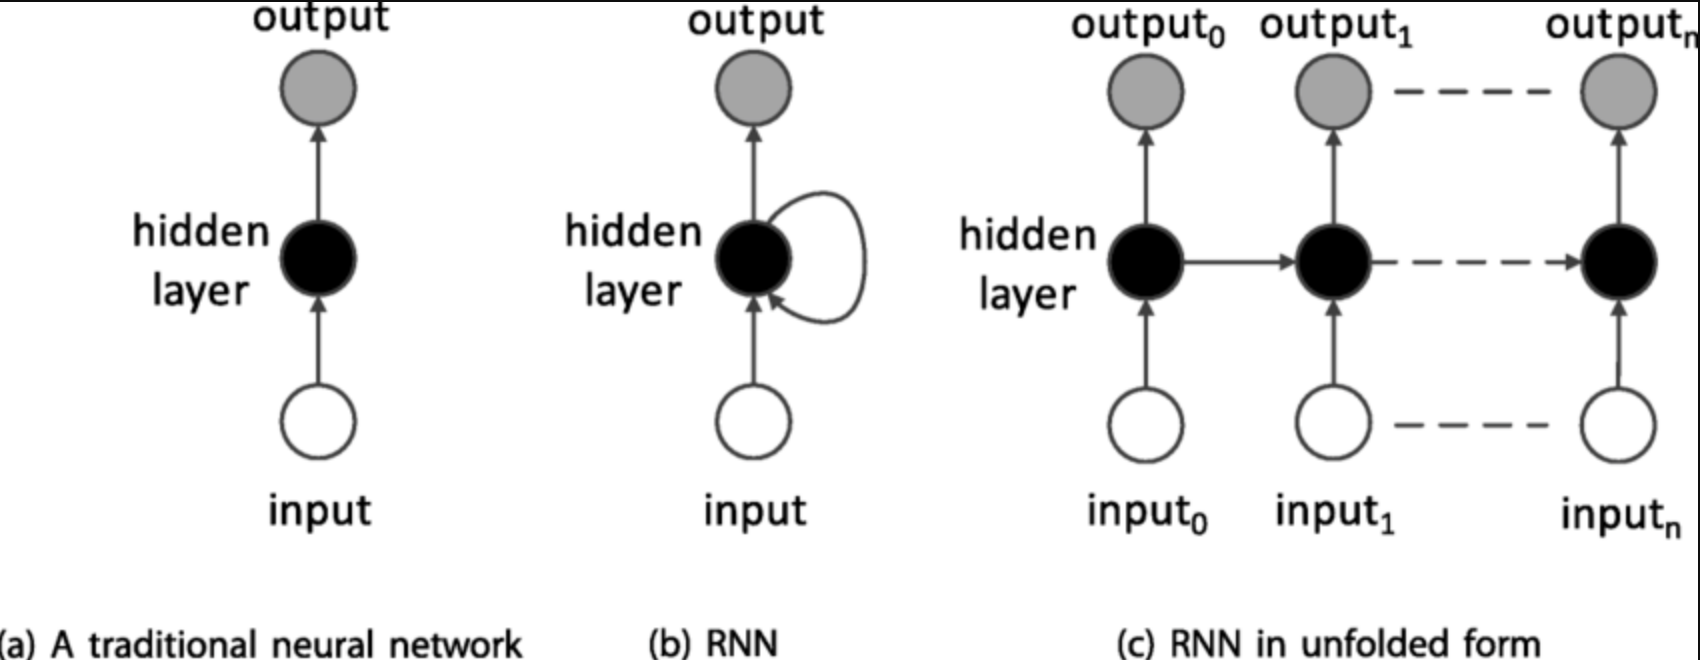 output
hidden
layer
input
(a) A traditional neural network
output
hidden
layer
input
(b) RNN
output₀ output₁ outputₙ
hidden
layer
input₀ input₁ inputₙ
(c) RNN in unfolded form